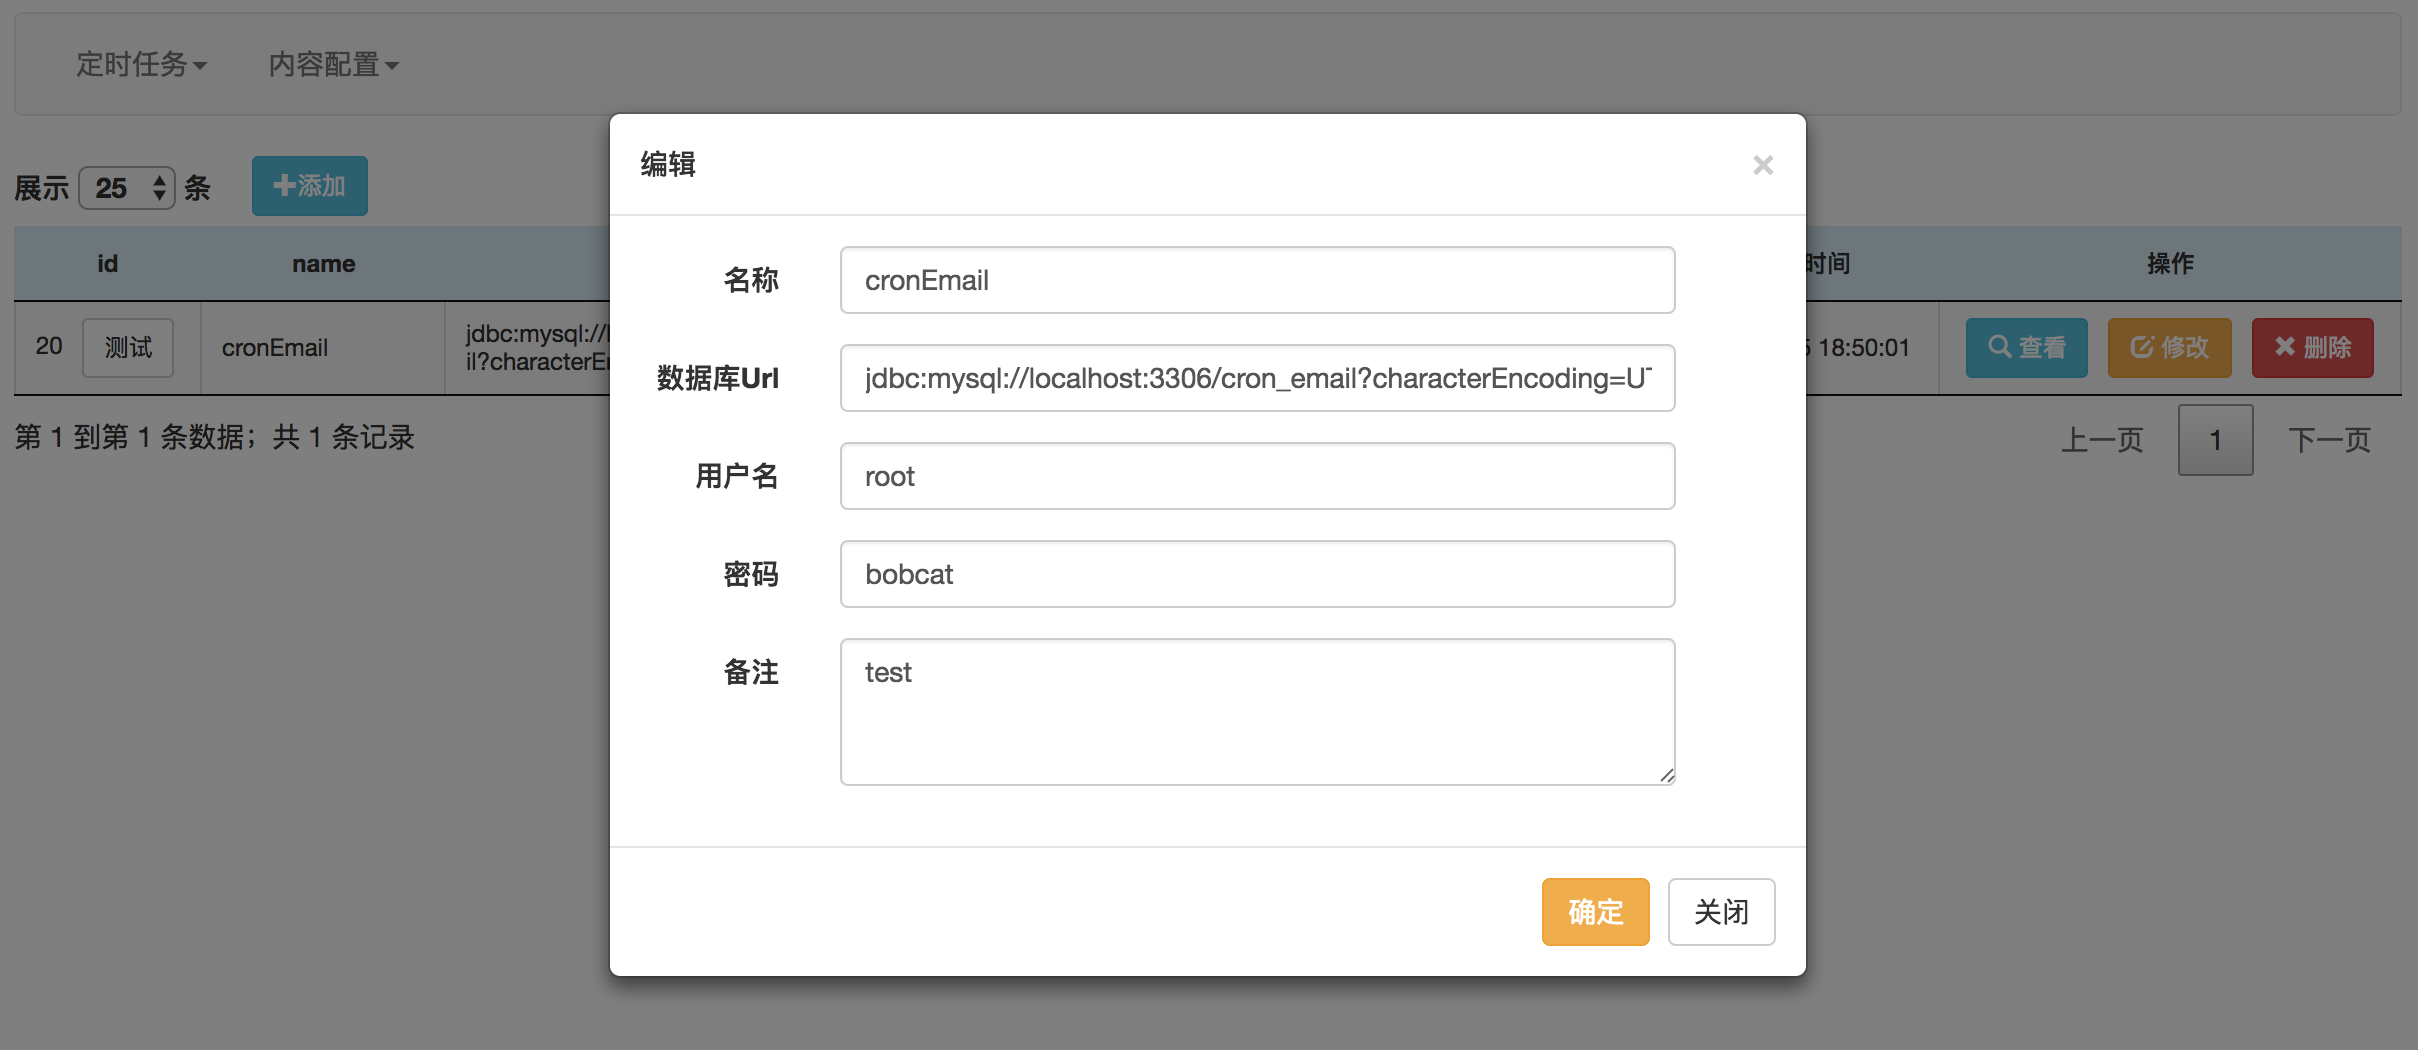 定时任务 内容配置
展示 25 条 添加
id name 时间 操作
20 测试 cronEmail jdbc:mysql://
il?characterE
18:50:01 查看 修改 删除
第 1 到第 1 条数据；共 1 条记录
上一页 1 下一页
编辑 ×
名称 cronEmail
数据库Url jdbc:mysql://localhost:3306/cron_email?characterEncoding=U
用户名 root
密码 bobcat
备注 test
确定 关闭